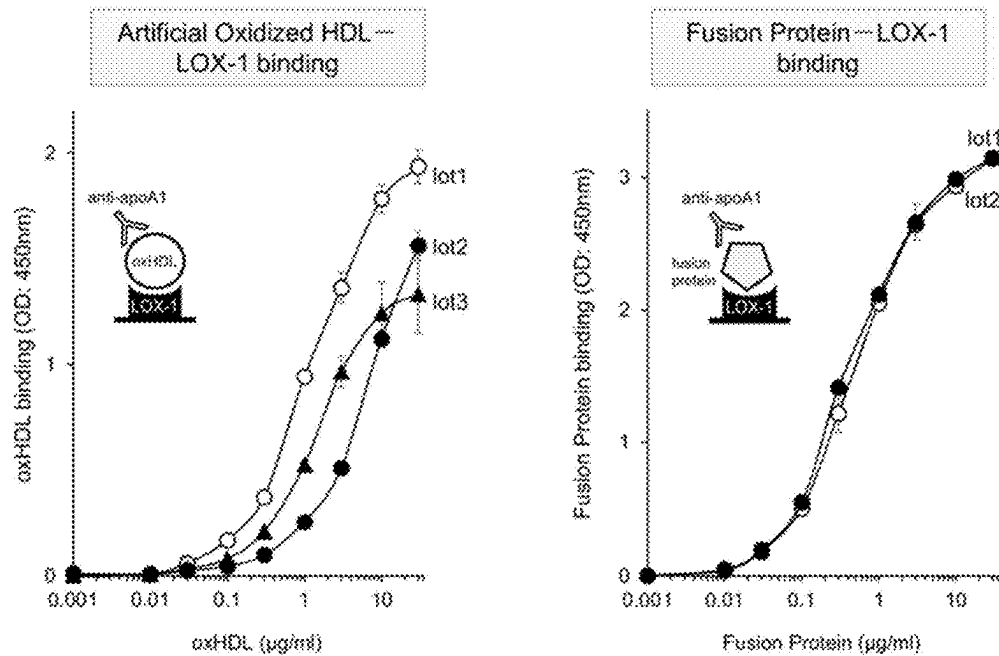 Artificial Oxidized HDL—
LOX-1 binding
oxHDL binding (OD: 450nm)
2
1
0
anti-apoA1
oxHDL
LOX-1
lot1
lot2
lot3
0.001
0.01
0.1
1
10
oxHDL (µg/ml)
Fusion Protein—LOX-1
binding
Fusion Protein binding (OD: 450nm)
3
2
1
0
anti-apoA1
fusion
protein
LOX-1
lot1
lot2
0.001
0.01
0.1
1
10
Fusion Protein (µg/ml)